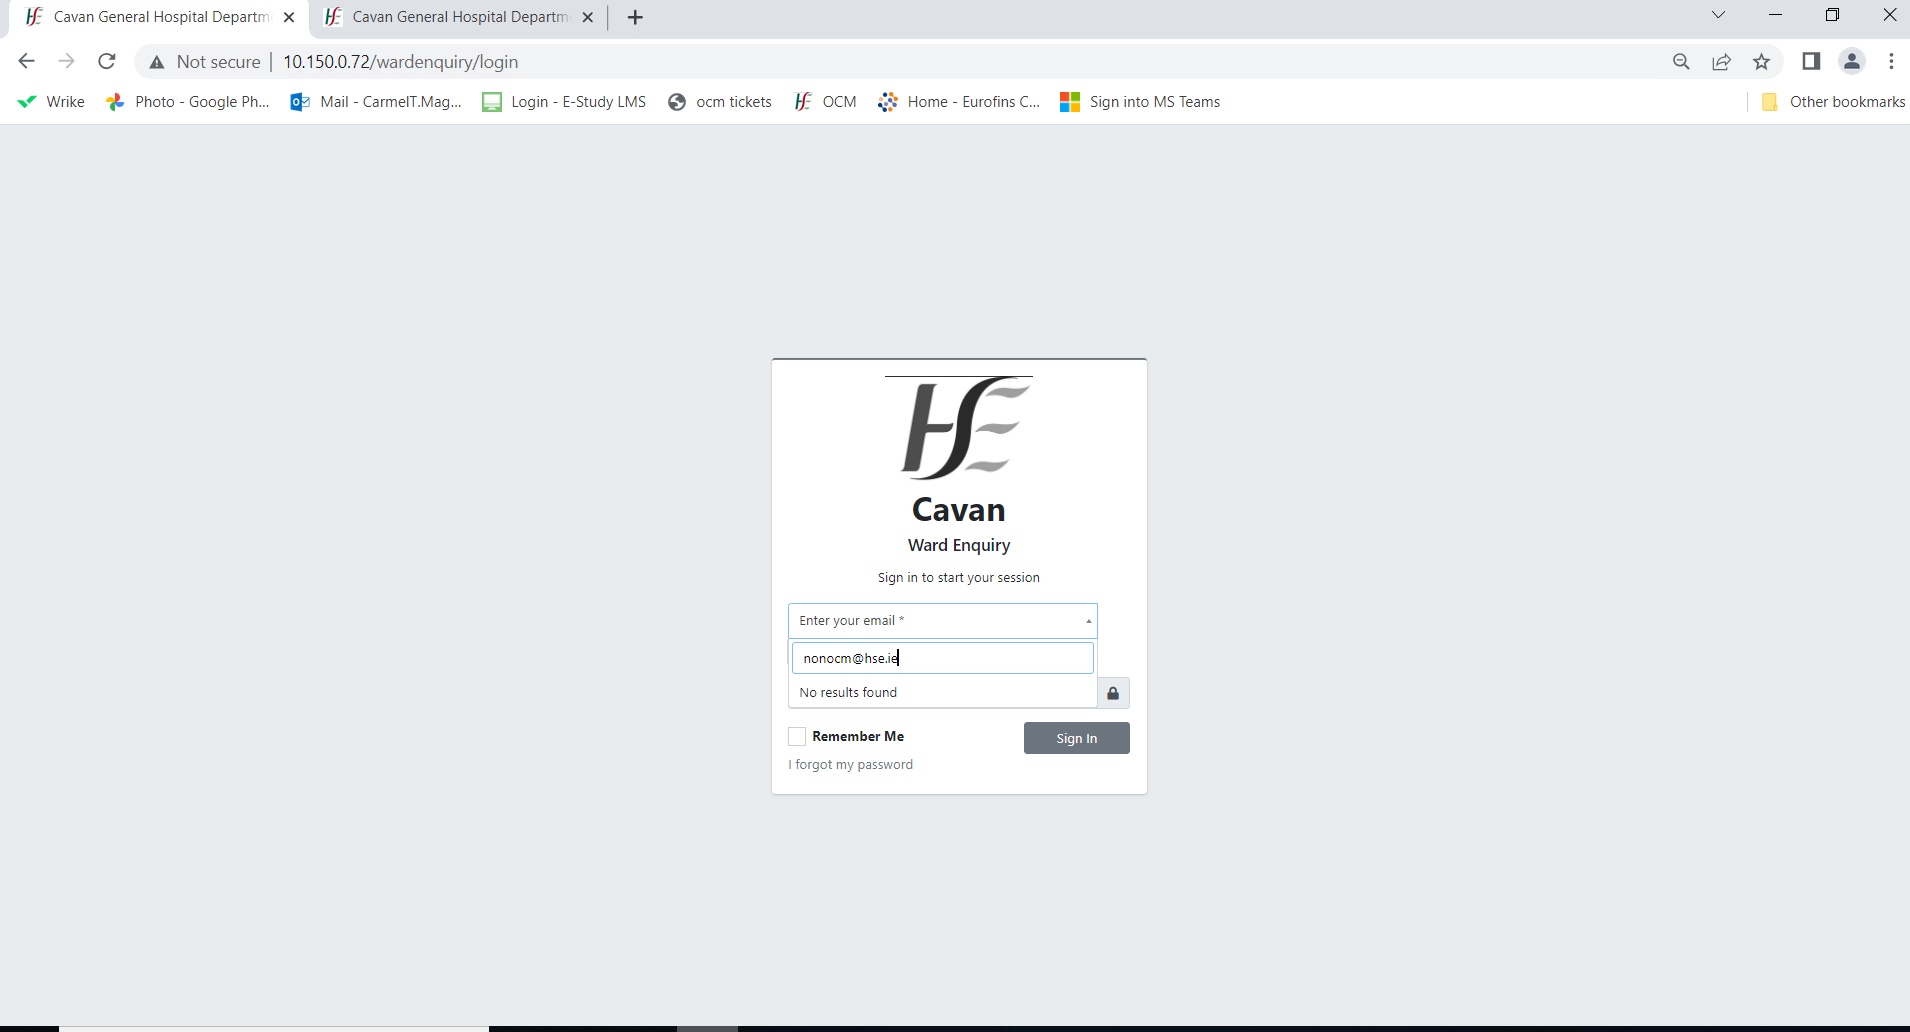 Cavan General Hospital Departm
Cavan General Hospital Departm
Not secure
10.150.0.72/wardenquiry/login
Wrike
Photo - Google Ph...
Mail - CarmelT.Mag...
Login - E-Study LMS
ocm tickets
OCM
Home - Eurofins C...
Sign into MS Teams
Other bookmarks
HSE
Cavan
Ward Enquiry
Sign in to start your session
Enter your email *
nonocm@hse.ie
No results found
Remember Me
Sign In
I forgot my password